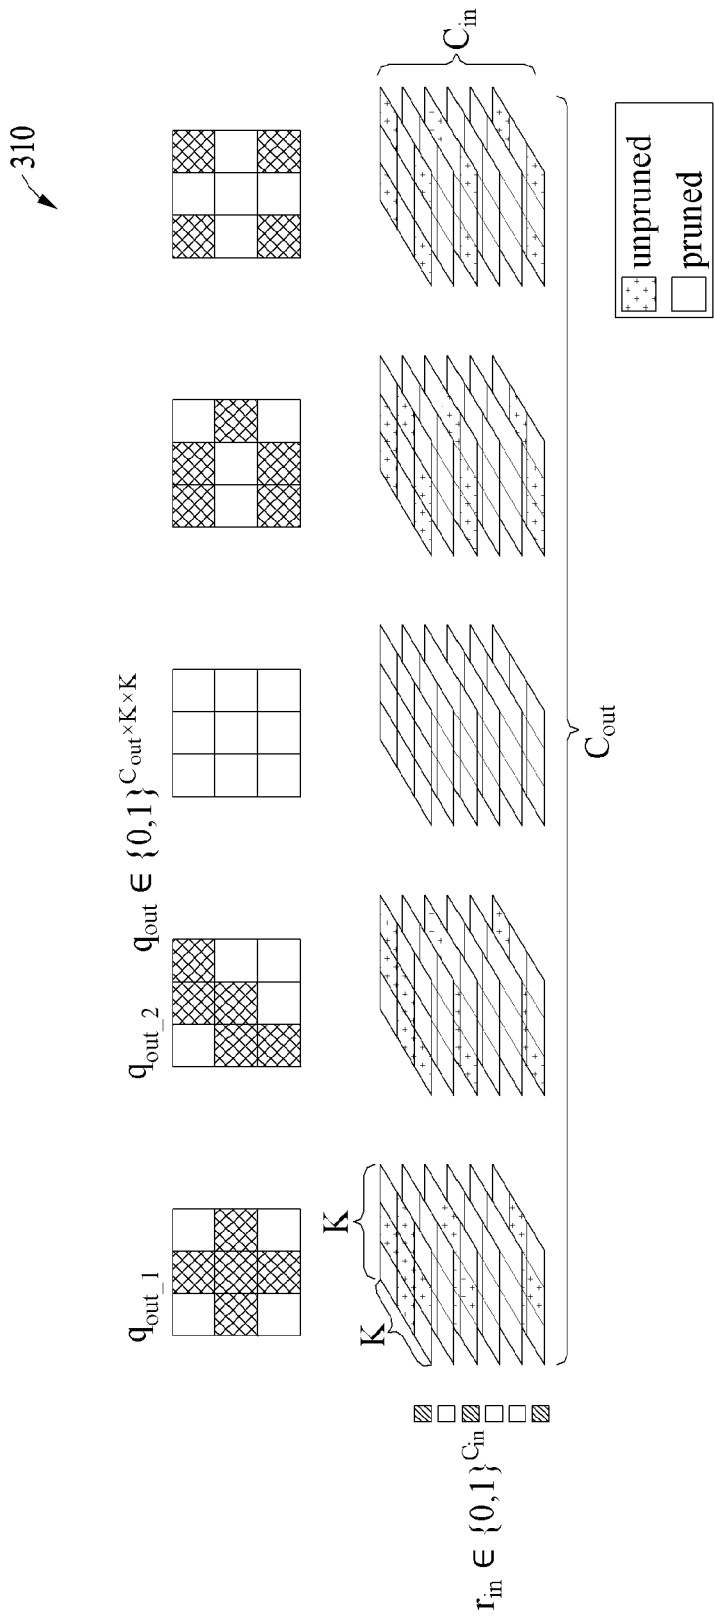 310
q_out_1
q_out_2
q_out ∈ {0,1}^C_out×K×K
K
K
C_in
r_in ∈ {0,1}^C_in
C_out
unpruned
pruned